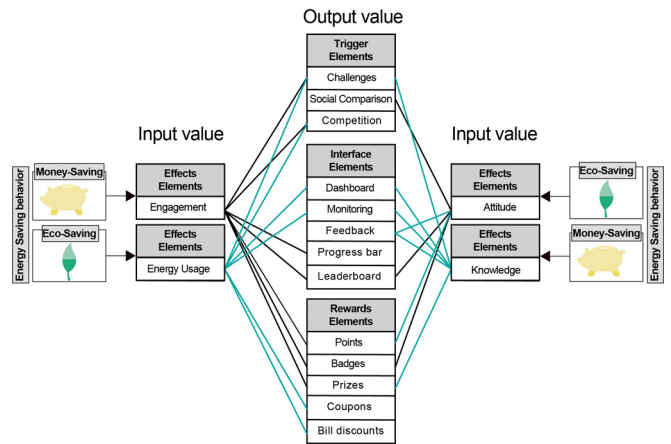 Output value
Trigger
Elements
Challenges
Social Comparison
Competition
Input value
Input value
Energy Saving behavior
Money-Saving
Effects
Elements
Engagement
Eco-Saving
Effects
Elements
Energy Usage
Interface
Elements
Dashboard
Monitoring
Feedback
Progress bar
Leaderboard
Effects
Elements
Attitude
Eco-Saving
Effects
Elements
Knowledge
Money-Saving
Energy Saving behavior
Rewards
Elements
Points
Badges
Prizes
Coupons
Bill discounts